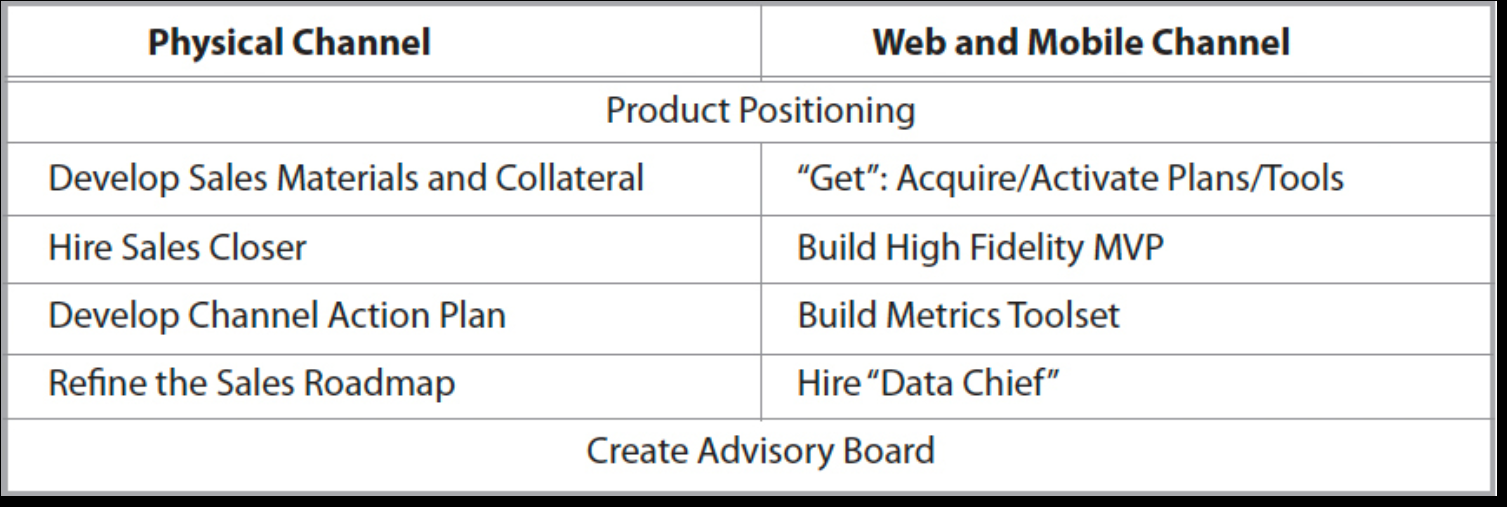 Physical Channel
Web and Mobile Channel
Product Positioning
Develop Sales Materials and Collateral
“Get”: Acquire/Activate Plans/Tools
Hire Sales Closer
Build High Fidelity MVP
Develop Channel Action Plan
Build Metrics Toolset
Refine the Sales Roadmap
Hire “Data Chief”
Create Advisory Board